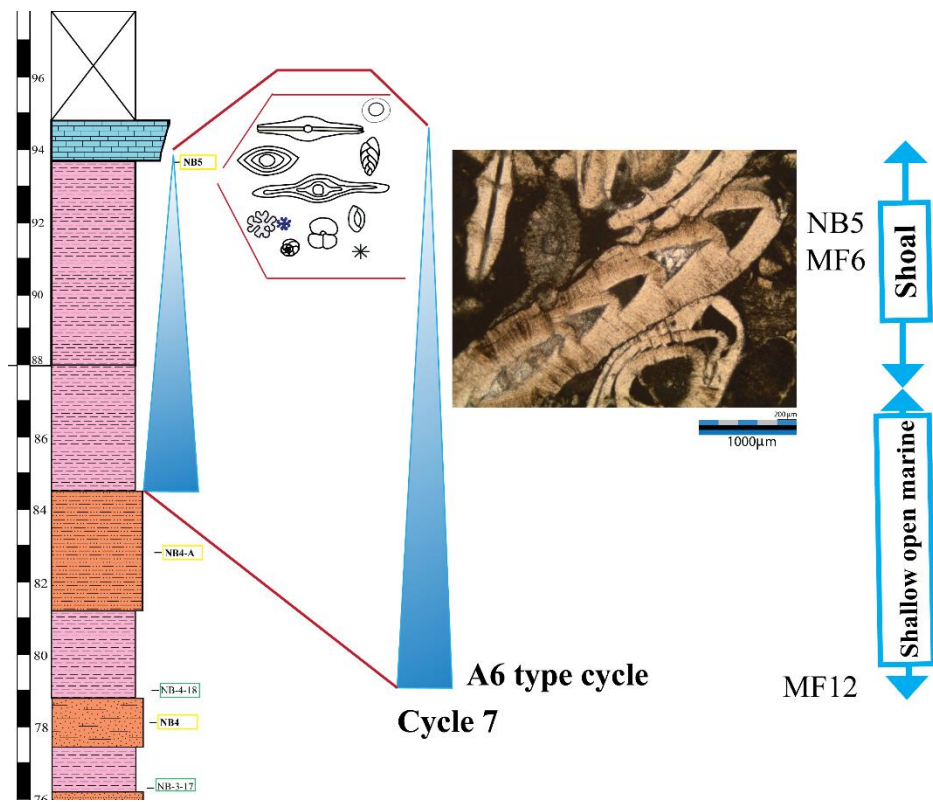 96
94
92
90
88
86
84
82
80
78
76
NB5
NB4-A
NB-4-18
NB4
NB-3-17
200μm
1000μm
A6 type cycle
Cycle 7
NB5
MF6
MF12
Shoal
Shallow open marine